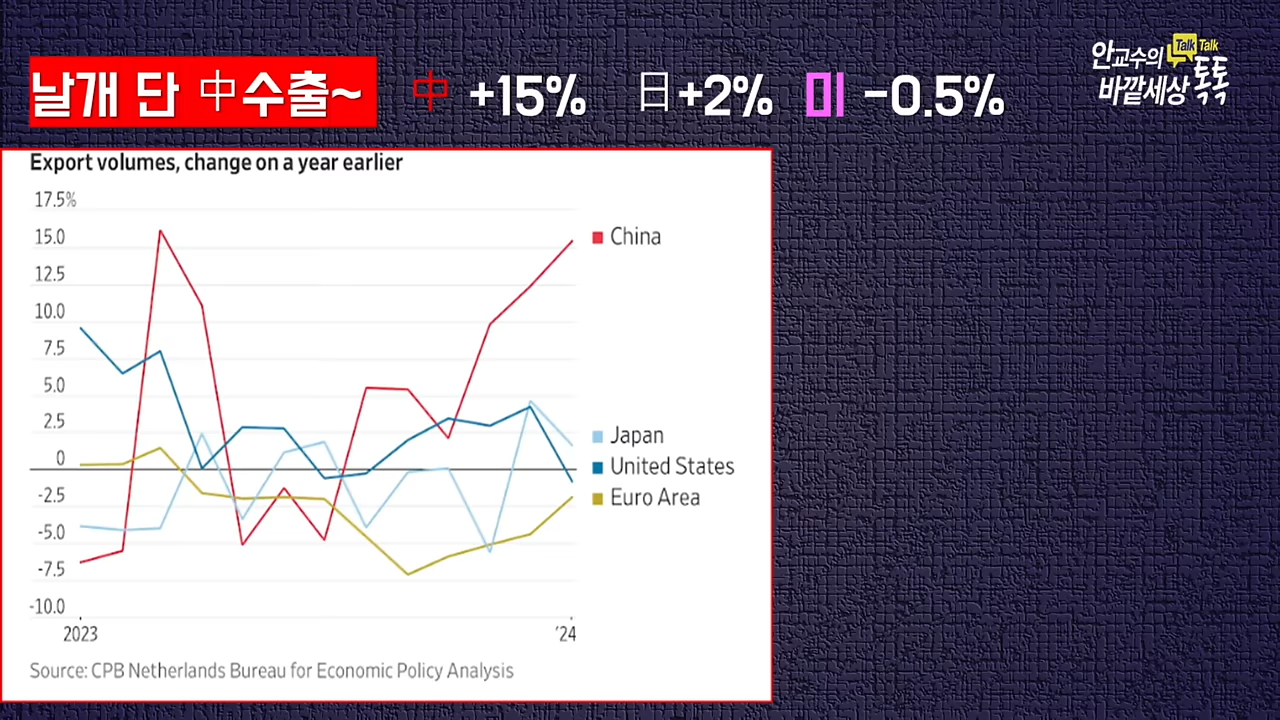 날개 단 中수출~ 中 +15% 日+2% 미 -0.5%
안교수의 Talk Talk
바깥세상 톡톡
Export volumes, change on a year earlier
17.5%
15.0
12.5
10.0
7.5
5.0
2.5
0
-2.5
-5.0
-7.5
-10.0
China
Japan
United States
Euro Area
2023 ’24
Source: CPB Netherlands Bureau for Economic Policy Analysis